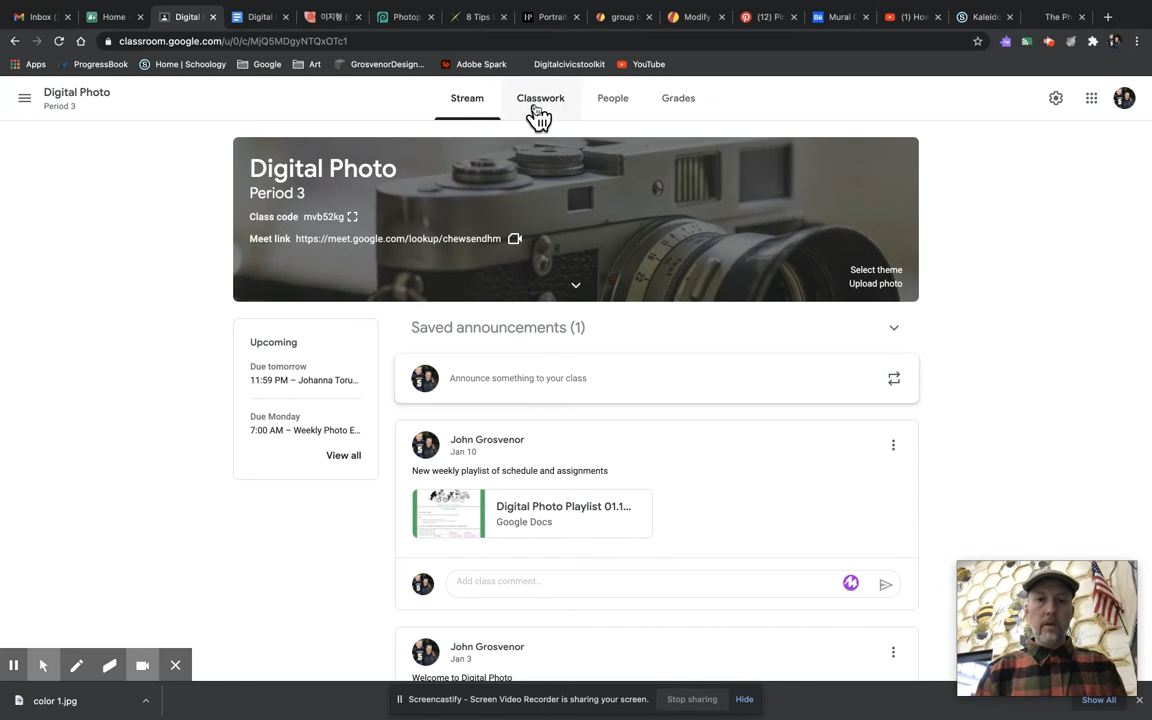 Inbox (
Home -
Digital
Digital
이지형 (
Photop
8 Tips
Portrait
group b
Modify
(12) Pi
Mural C
(1) Hov
Kaleido
The Ph
classroom.google.com/u/0/c/MjQ5MDgyNTQxOTc1
Apps
ProgressBook
Home | Schoology
Google
Art
GrosvenorDesign...
Adobe Spark
Digitalcivicstoolkit
YouTube
Digital Photo
Period 3
Stream
Classwork
People
Grades
Digital Photo
Period 3
Class code mvb52kg
Meet link https://meet.google.com/lookup/chewsendhm
Select theme
Upload photo
Upcoming
Due tomorrow
11:59 PM – Johanna Toru...
Due Monday
7:00 AM – Weekly Photo E...
View all
Saved announcements (1)
Announce something to your class
John Grosvenor
Jan 10
New weekly playlist of schedule and assignments
Digital Photo Playlist 01.1...
Google Docs
Add class comment...
John Grosvenor
Jan 3
Welcome to Digital Photo
color 1.jpg
Screencastify - Screen Video Recorder is sharing your screen.
Stop sharing
Hide
Show All